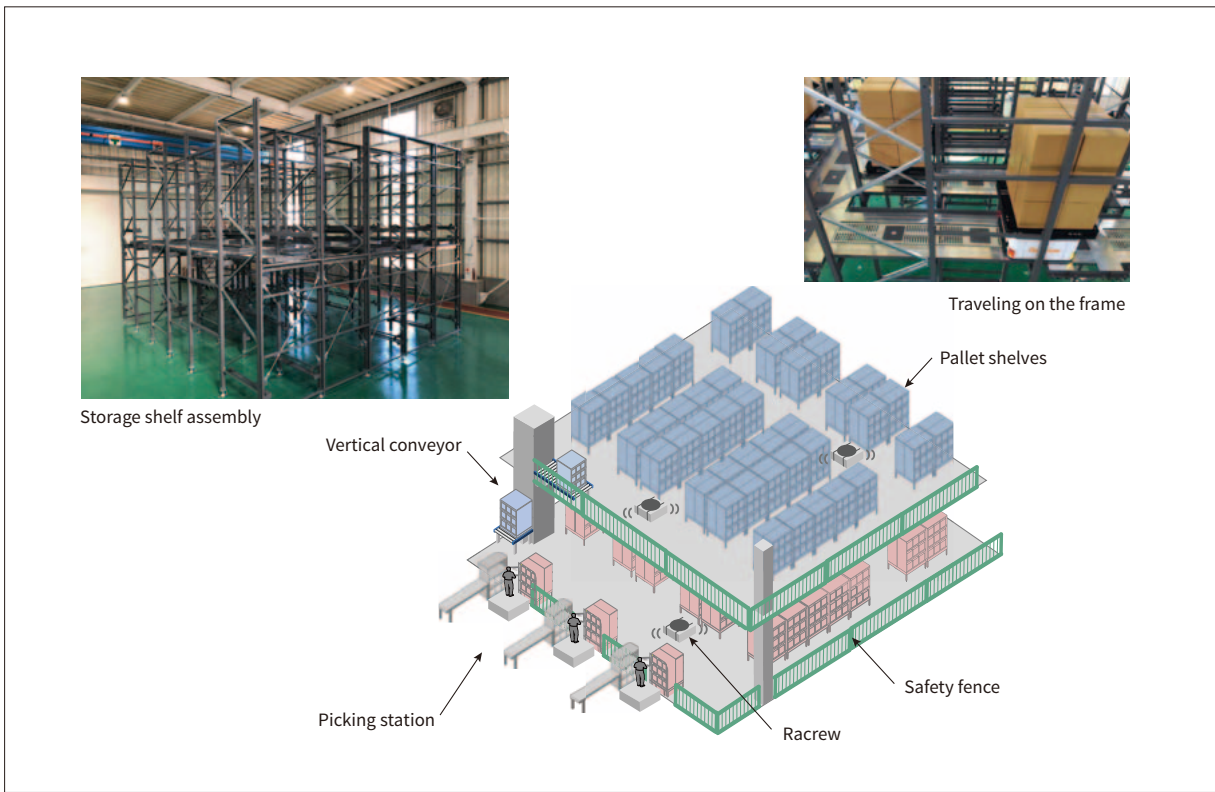 Storage shelf assembly
Traveling on the frame
Pallet shelves
Vertical conveyor
Safety fence
Picking station
Racrew